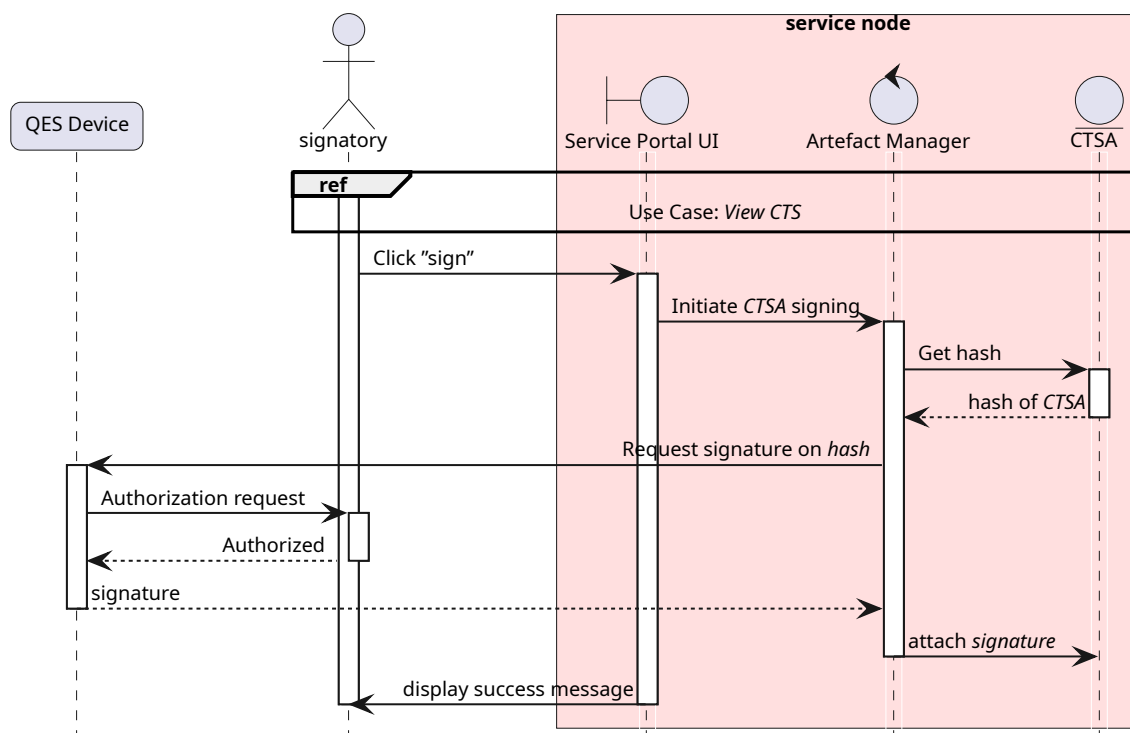 service node
QES Device
signatory
Service Portal UI
Artefact Manager
CTSA
ref
Use Case: View CTS
Click ”sign”
Initiate CTSA signing
Get hash
hash of CTSA
Request signature on hash
Authorization request
Authorized
signature
attach signature
display success message